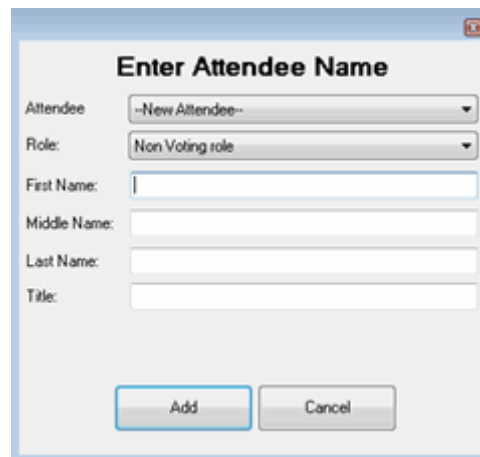 Enter Attendee Name
Attendee
--New Attendee--
Role:
Non Voting role
First Name:
Middle Name:
Last Name:
Title:
Add
Cancel